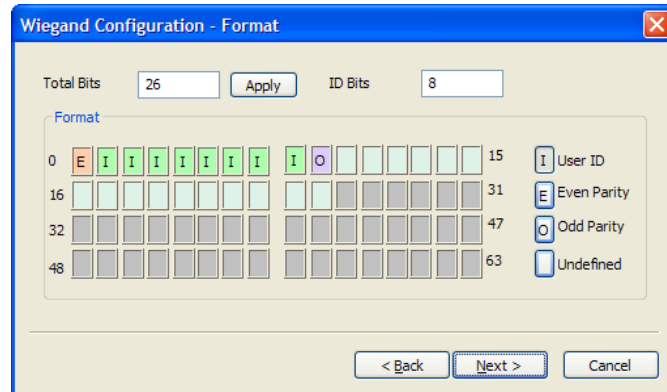 Wiegand Configuration - Format
Total Bits 26 Apply ID Bits 8
Format
0 E I I I I I I I I O 15 I User ID
16 31 E Even Parity
32 47 O Odd Parity
48 63 Undefined
< Back Next > Cancel